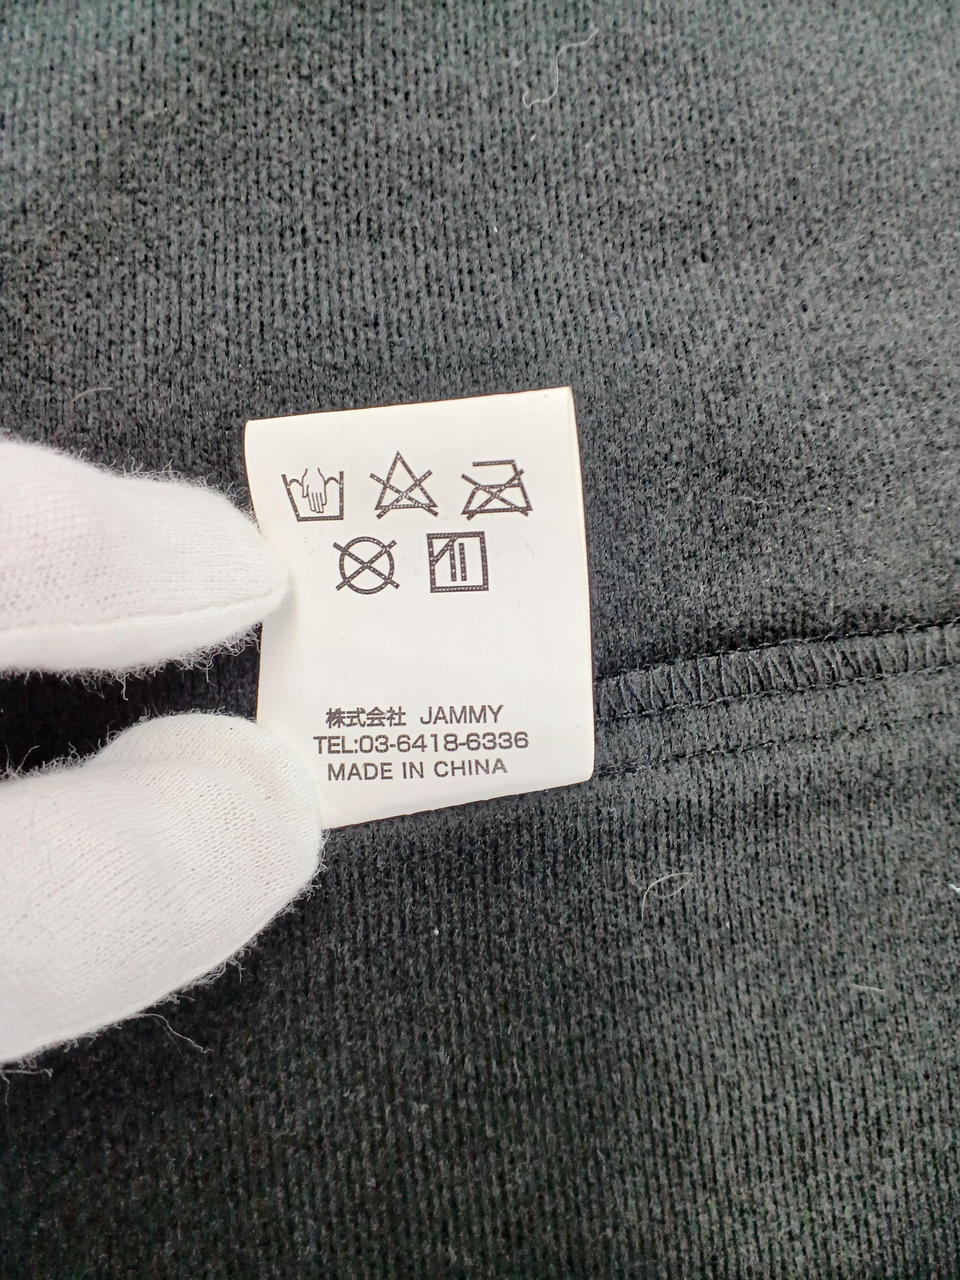 株式会社 JAMMY
TEL:03-6418-6336
MADE IN CHINA